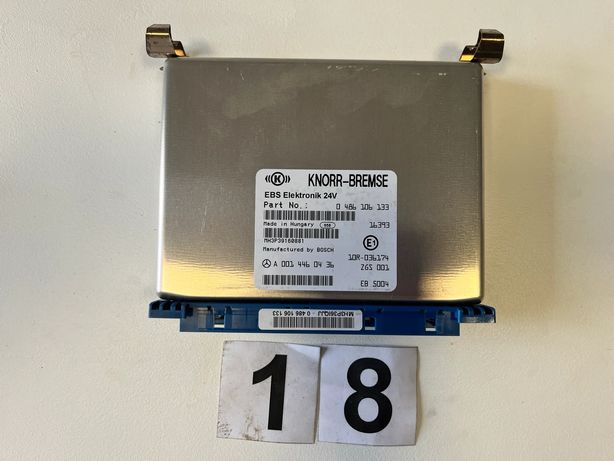 K KNORR-BREMSE
EBS Elektronik 24V
Part No.: 0 486 106 133
Made in Hungary 16393
MH3P39160881
Manufactured by BOSCH E1
10R-036174
A 001 446 04 36 ZGS 001
EB 5004
0 486 106 133
1 8